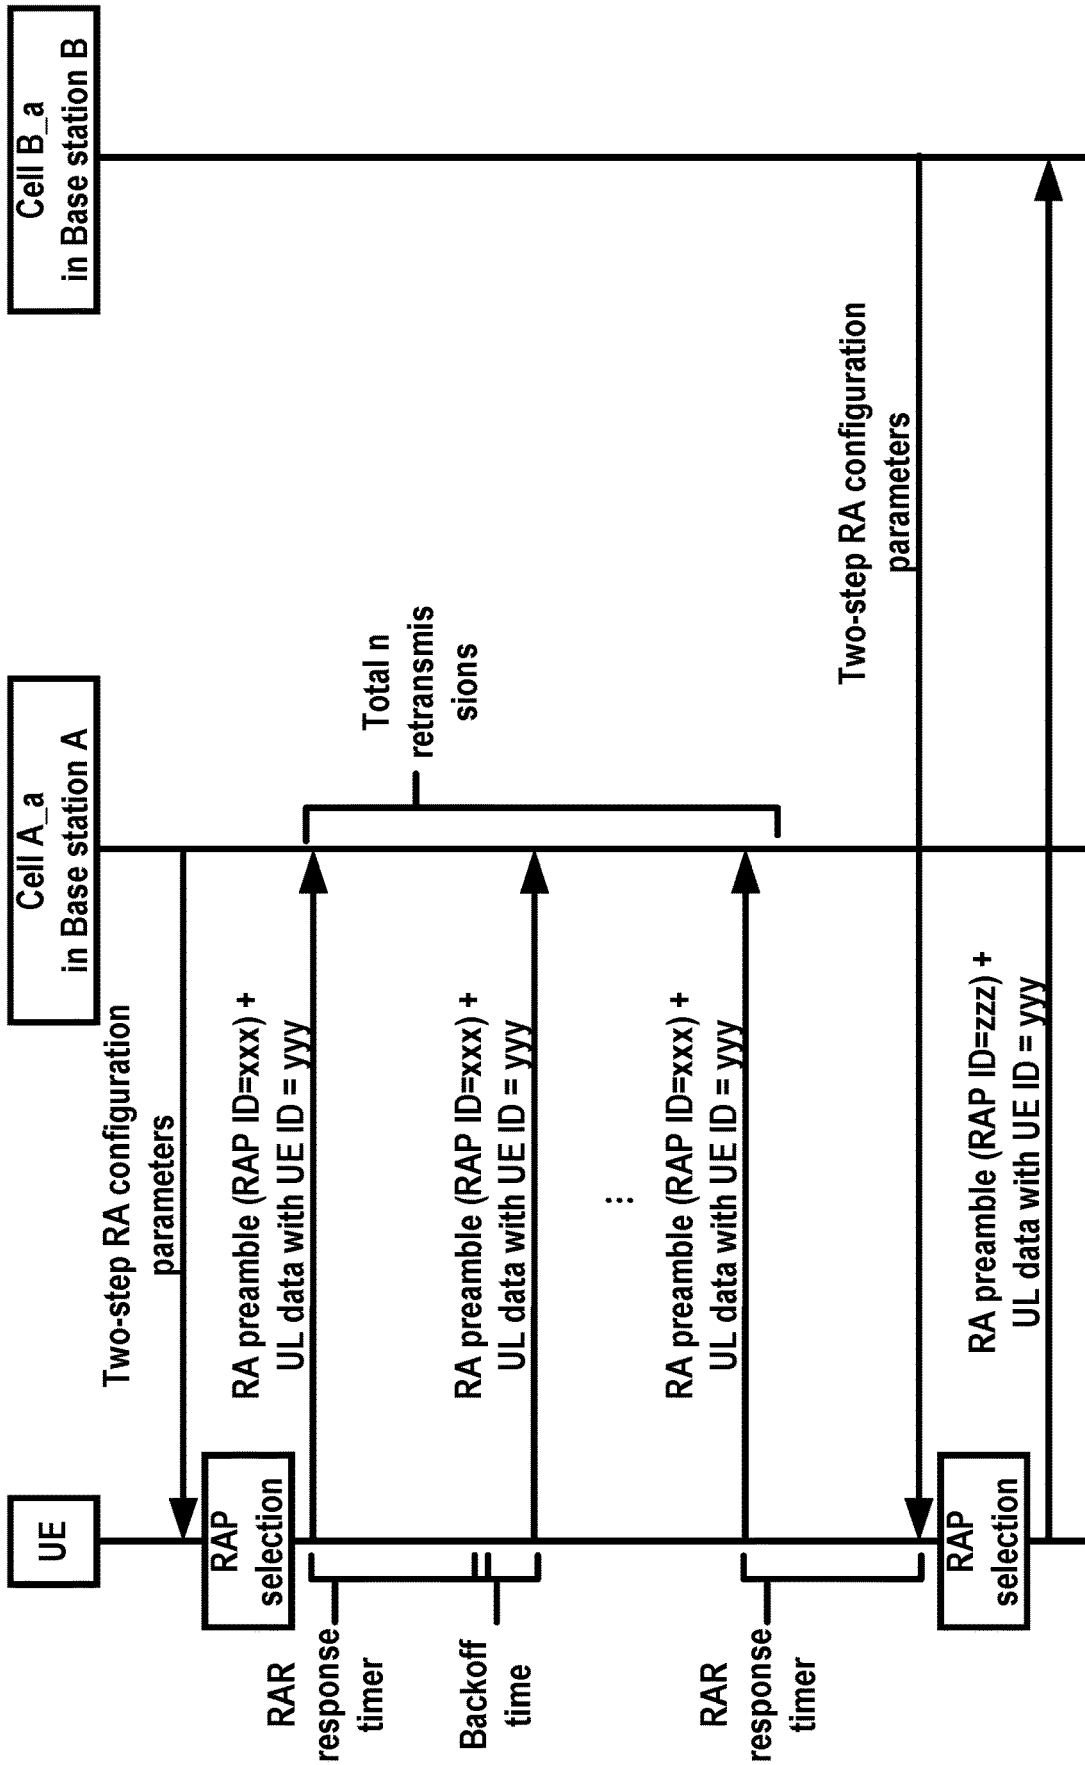 UE
Cell A_a
in Base station A
Cell B_a
in Base station B
Two-step RA configuration
parameters
RAP
selection
RA preamble (RAP ID=xxx) +
UL data with UE ID = yyy
RAR
response
timer
Total n
retransmis
sions
Backoff
time
RA preamble (RAP ID=xxx) +
UL data with UE ID = yyy
...
RA preamble (RAP ID=xxx) +
UL data with UE ID = yyy
RAR
response
timer
Two-step RA configuration
parameters
RAP
selection
RA preamble (RAP ID=zzz) +
UL data with UE ID = yyy